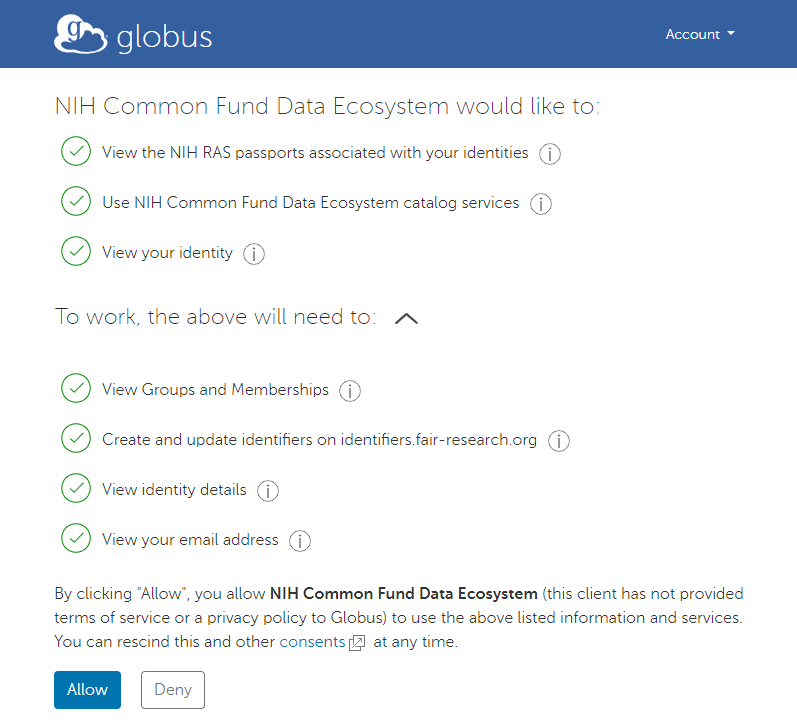 globus
Account
NIH Common Fund Data Ecosystem would like to:
View the NIH RAS passports associated with your identities
Use NIH Common Fund Data Ecosystem catalog services
View your identity
To work, the above will need to:
View Groups and Memberships
Create and update identifiers on identifiers.fair-research.org
View identity details
View your email address
By clicking "Allow", you allow NIH Common Fund Data Ecosystem (this client has not provided
terms of service or a privacy policy to Globus) to use the above listed information and services.
You can rescind this and other consents at any time.
Allow Deny